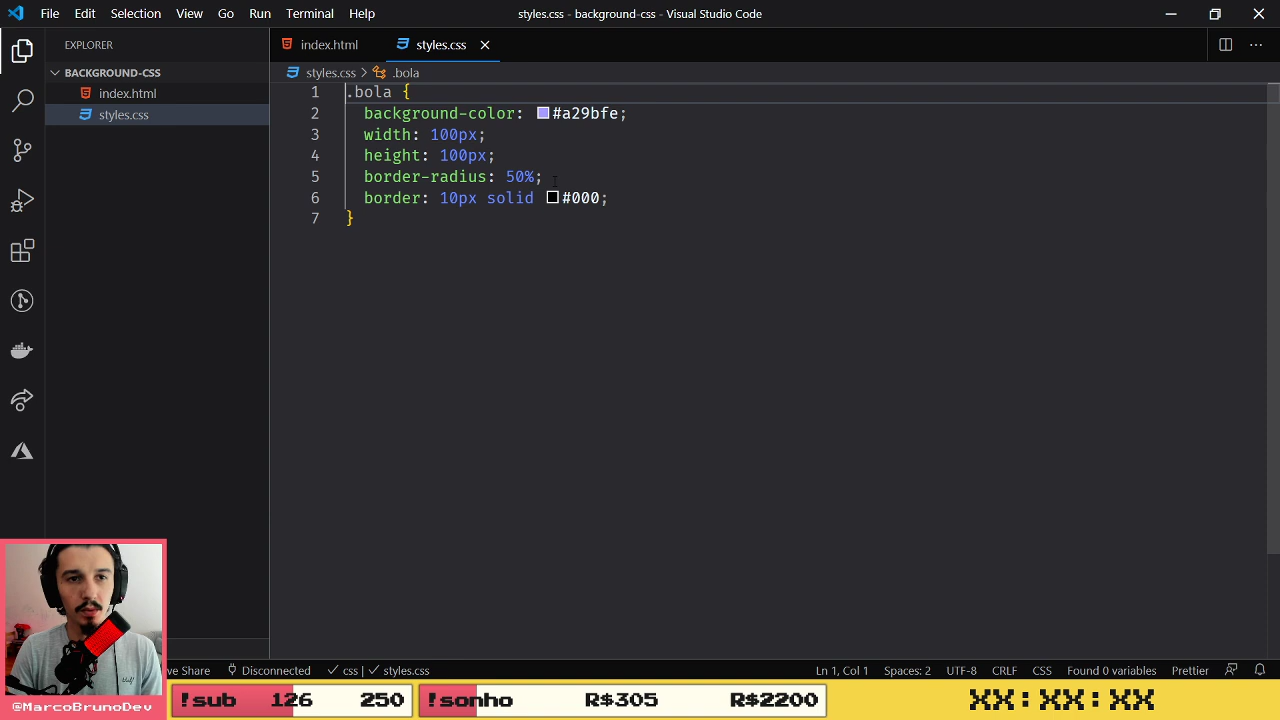 File Edit Selection View Go Run Terminal Help styles.css - background-css - Visual Studio Code
EXPLORER
BACKGROUND-CSS
index.html
styles.css
index.html styles.css
styles.css > .bola
1 .bola {
2 background-color: #a29bfe;
3 width: 100px;
4 height: 100px;
5 border-radius: 50%;
6 border: 10px solid #000;
7 }
ve Share Disconnected css | styles.css Ln 1, Col 1 Spaces: 2 UTF-8 CRLF CSS Found 0 variables Prettier
@MarcoBrunoDev
!sub 126 250 !sonho R$305 R$2200 XX:XX:XX